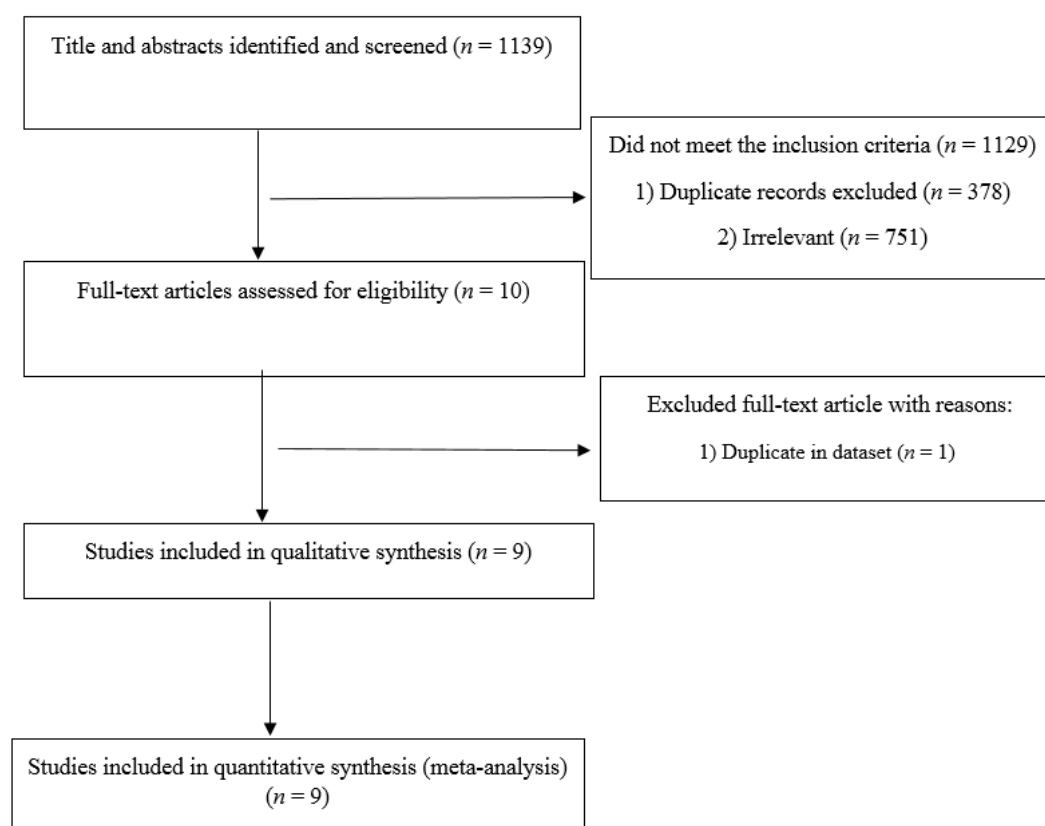 Title and abstracts identified and screened (n = 1139)
Did not meet the inclusion criteria (n = 1129)
1) Duplicate records excluded (n = 378)
2) Irrelevant (n = 751)
Full-text articles assessed for eligibility (n = 10)
Excluded full-text article with reasons:
1) Duplicate in dataset (n = 1)
Studies included in qualitative synthesis (n = 9)
Studies included in quantitative synthesis (meta-analysis)
(n = 9)